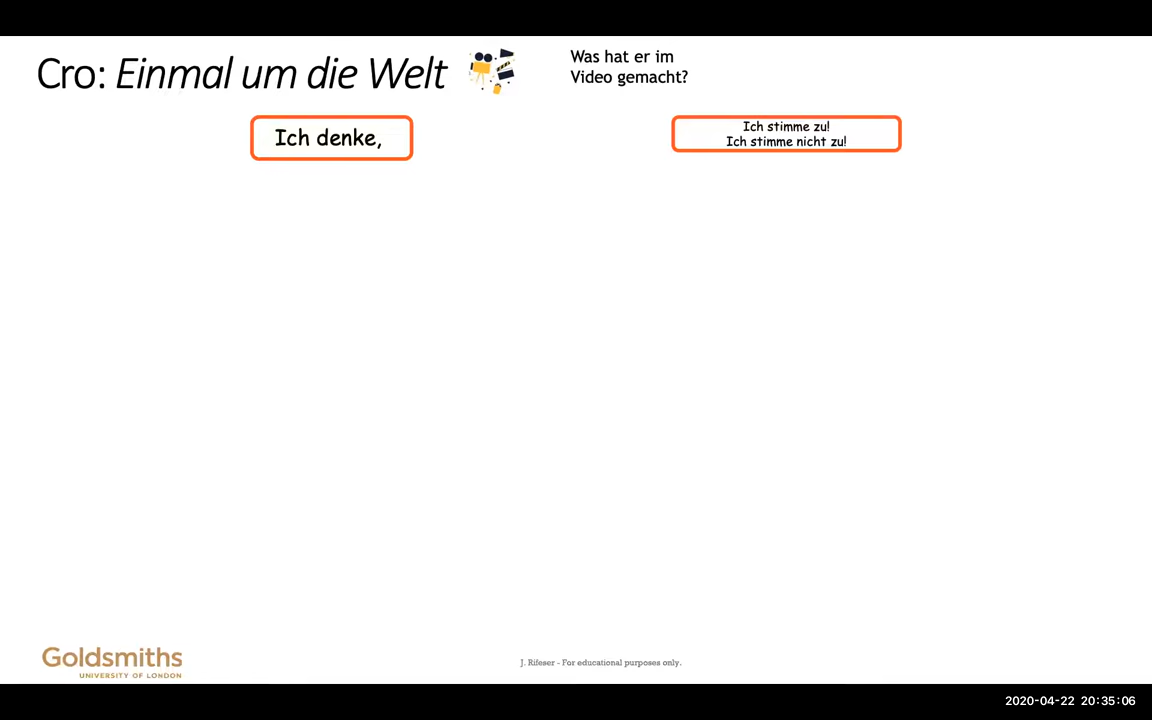 Cro: Einmal um die Welt
Was hat er im
Video gemacht?
Ich denke,
Ich stimme zu!
Ich stimme nicht zu!
Goldsmiths
UNIVERSITY OF LONDON
J. Rifeser - For educational purposes only.
2020-04-22 20:35:06